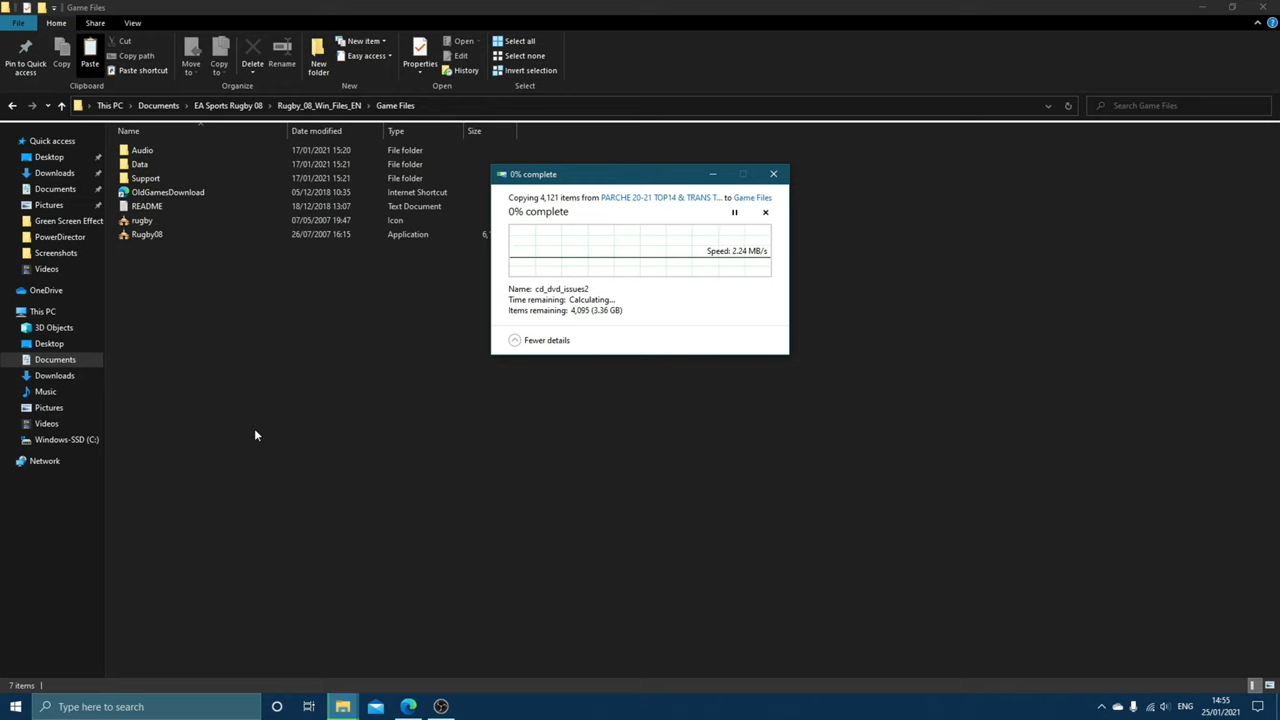 Game Files
File Home Share View
Pin to Quick access
Copy
Paste
Cut
Copy path
Paste shortcut
Clipboard
Move to
Copy to
Delete
Rename
Organize
New folder
New item
Easy access
New
Properties
Open
Edit
History
Open
Select all
Select none
Invert selection
Select
This PC Documents EA Sports Rugby 08 Rugby_08_Win_Files_EN Game Files
Search Game Files
Quick access
Desktop
Downloads
Documents
Pictures
Green Screen Effect
PowerDirector
Screenshots
Videos
OneDrive
This PC
3D Objects
Desktop
Documents
Downloads
Music
Pictures
Videos
Windows-SSD (C:)
Network
Name Date modified Type Size
Audio 17/01/2021 15:20 File folder
Data 17/01/2021 15:21 File folder
Support 17/01/2021 15:21 File folder
OldGamesDownload 05/12/2018 10:35 Internet Shortcut
README 18/12/2018 13:07 Text Document
rugby 07/05/2007 19:47 Icon
Rugby08 26/07/2007 16:15 Application 6,
0% complete
Copying 4,121 items from PARCHE 20-21 TOP14 & TRANS T... to Game Files
0% complete
Speed: 2.24 MB/s
Name: cd_dvd_issues2
Time remaining: Calculating...
Items remaining: 4,095 (3.36 GB)
Fewer details
7 items
Type here to search
ENG
14:55
25/01/2021